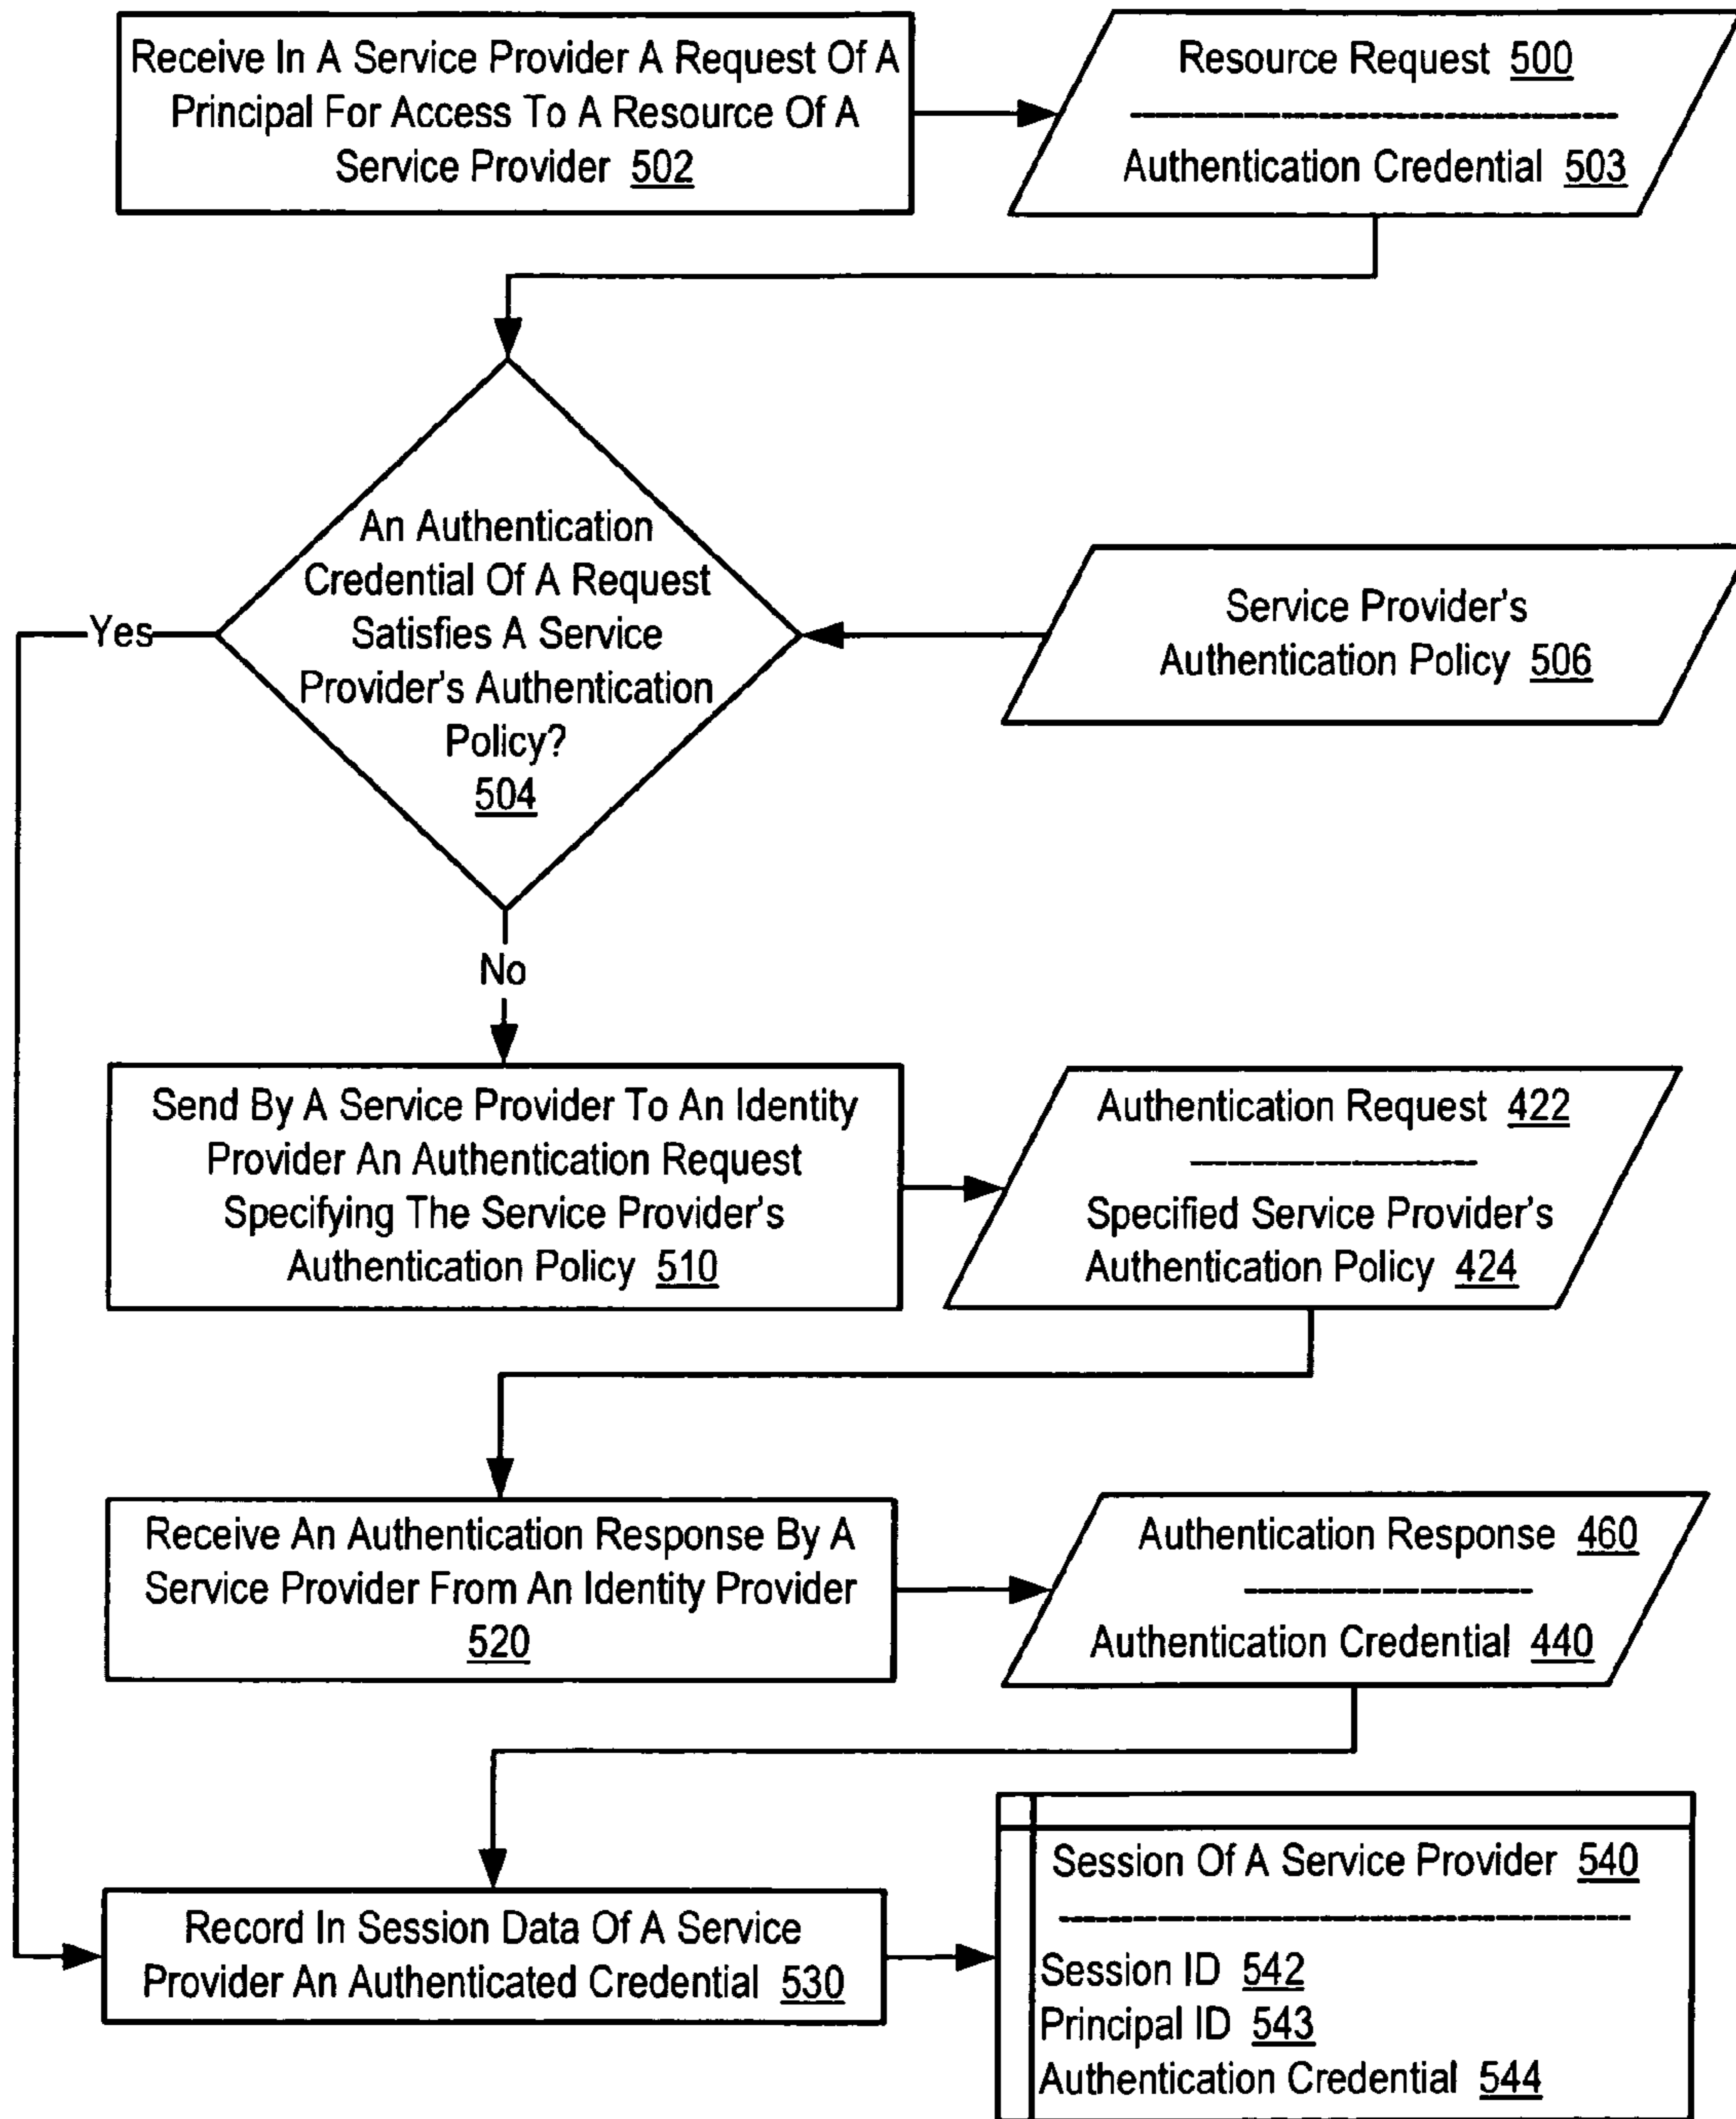 Receive In A Service Provider A Request Of A
Principal For Access To A Resource Of A
Service Provider 502
Resource Request 500
Authentication Credential 503
An Authentication
Credential Of A Request
Satisfies A Service
Provider's Authentication
Policy?
504
Service Provider's
Authentication Policy 506
Yes
No
Send By A Service Provider To An Identity
Provider An Authentication Request
Specifying The Service Provider's
Authentication Policy 510
Authentication Request 422
Specified Service Provider's
Authentication Policy 424
Receive An Authentication Response By A
Service Provider From An Identity Provider
520
Authentication Response 460
Authentication Credential 440
Record In Session Data Of A Service
Provider An Authenticated Credential 530
Session Of A Service Provider 540
Session ID 542
Principal ID 543
Authentication Credential 544